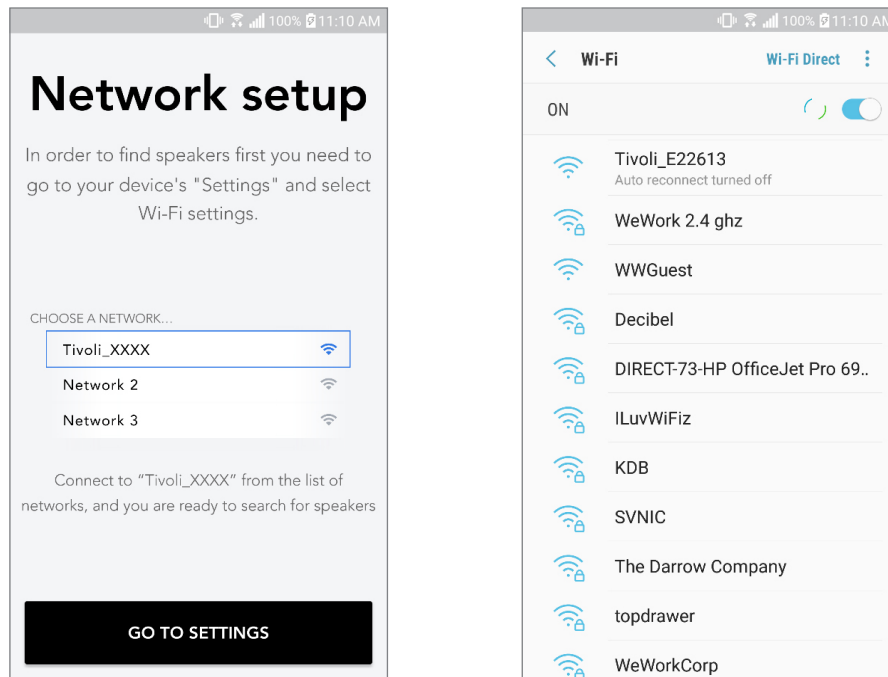 100% 11:10 AM
Network setup
In order to find speakers first you need to
go to your device's "Settings" and select
Wi-Fi settings.
CHOOSE A NETWORK...
Tivoli_XXXX
Network 2
Network 3
Connect to “Tivoli_XXXX” from the list of
networks, and you are ready to search for speakers
GO TO SETTINGS
100% 11:10 AM
Wi-Fi Wi-Fi Direct
ON
Tivoli_E22613
Auto reconnect turned off
WeWork 2.4 ghz
WWGuest
Decibel
DIRECT-73-HP OfficeJet Pro 69..
ILuvWiFiz
KDB
SVNIC
The Darrow Company
topdrawer
WeWorkCorp